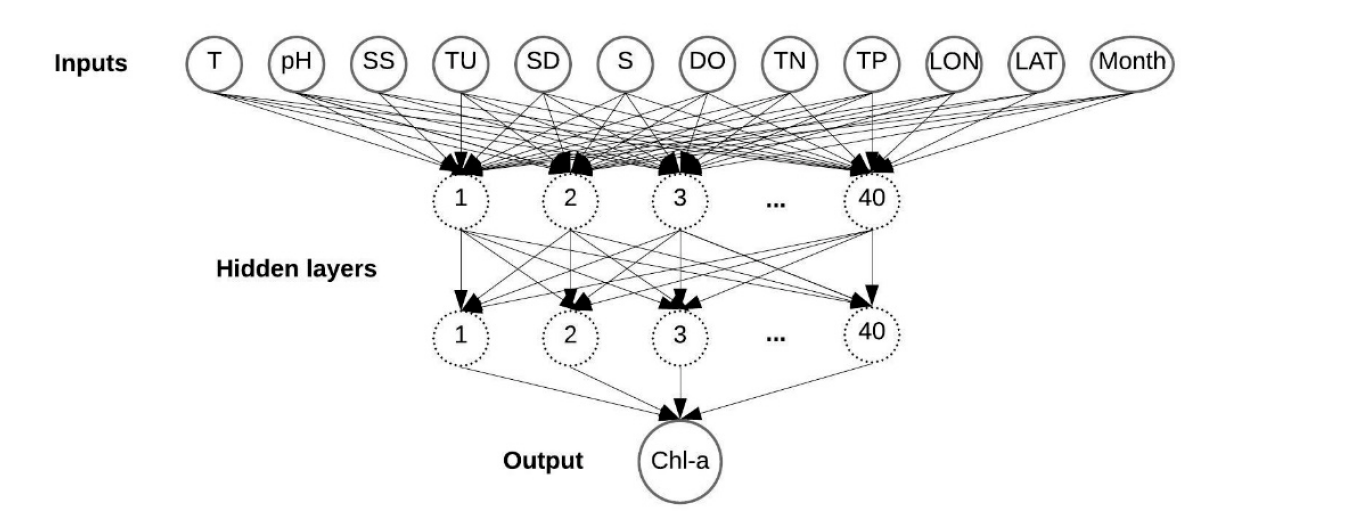 Inputs T pH SS TU SD S DO TN TP LON LAT Month
1 2 3 ... 40
Hidden layers
1 2 3 ... 40
Output Chl-a